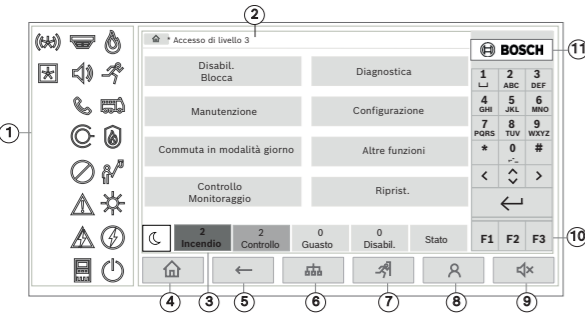 2
* Accesso di livello 3
Disabil.
Blocca
Diagnostica
Manutenzione
Configurazione
Commuta in modalità giorno
Altre funzioni
Controllo
Monitoraggio
Riprist.
2
Incendio
2
Controllo
0
Guasto
0
Disabil.
Stato
BOSCH
1
2
ABC
3
DEF
4
GHI
5
JKL
6
MNO
7
PQRS
8
TUV
9
WXYZ
*
0
#
F1 F2 F3
1
11
10
4
3
5
6
7
8
9